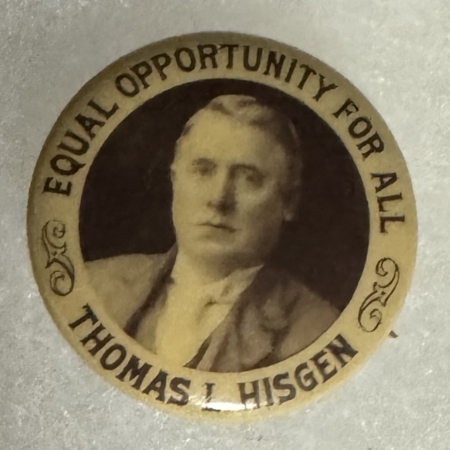 EQUAL OPPORTUNITY FOR ALL
THOMAS L HISGEN